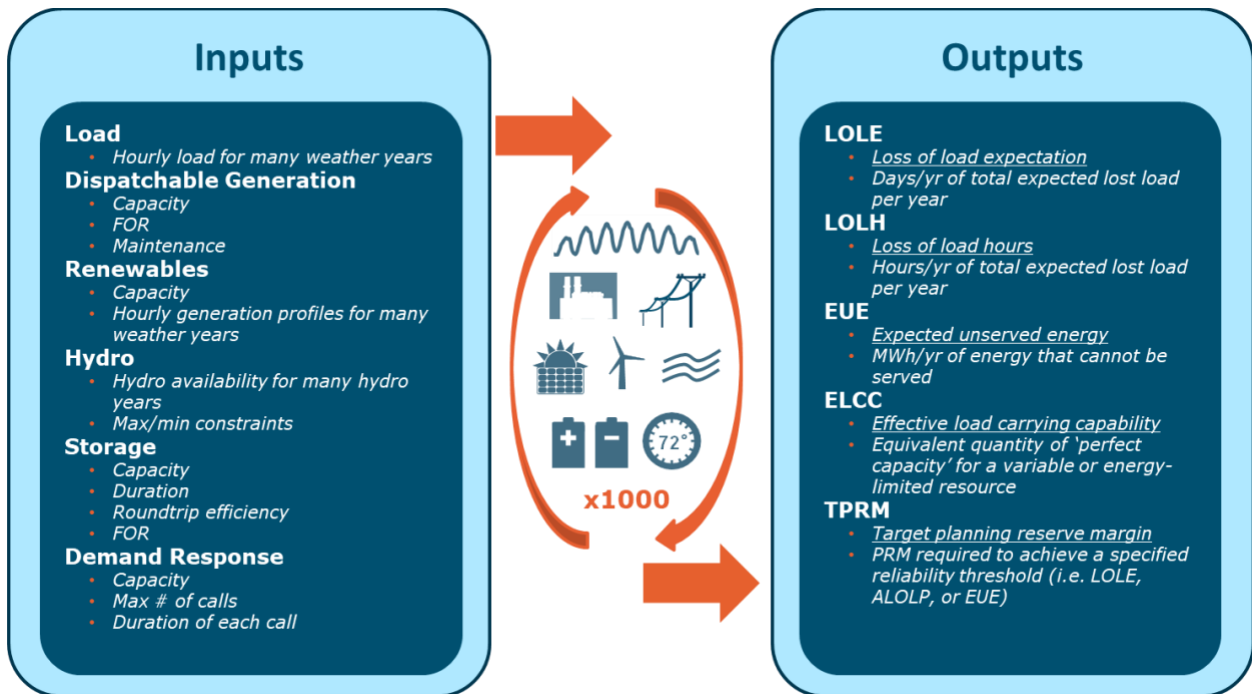 Inputs
Load
• Hourly load for many weather years
Dispatchable Generation
• Capacity
• FOR
• Maintenance
Renewables
• Capacity
• Hourly generation profiles for many
weather years
Hydro
• Hydro availability for many hydro
years
• Max/min constraints
Storage
• Capacity
• Duration
• Roundtrip efficiency
• FOR
Demand Response
• Capacity
• Max # of calls
• Duration of each call
72°
x1000
Outputs
LOLE
• Loss of load expectation
• Days/yr of total expected lost load
per year
LOLH
• Loss of load hours
• Hours/yr of total expected lost load
per year
EUE
• Expected unserved energy
• MWh/yr of energy that cannot be
served
ELCC
• Effective load carrying capability
• Equivalent quantity of ‘perfect
capacity’ for a variable or energy-
limited resource
TPRM
• Target planning reserve margin
• PRM required to achieve a specified
reliability threshold (i.e. LOLE,
ALOLP, or EUE)